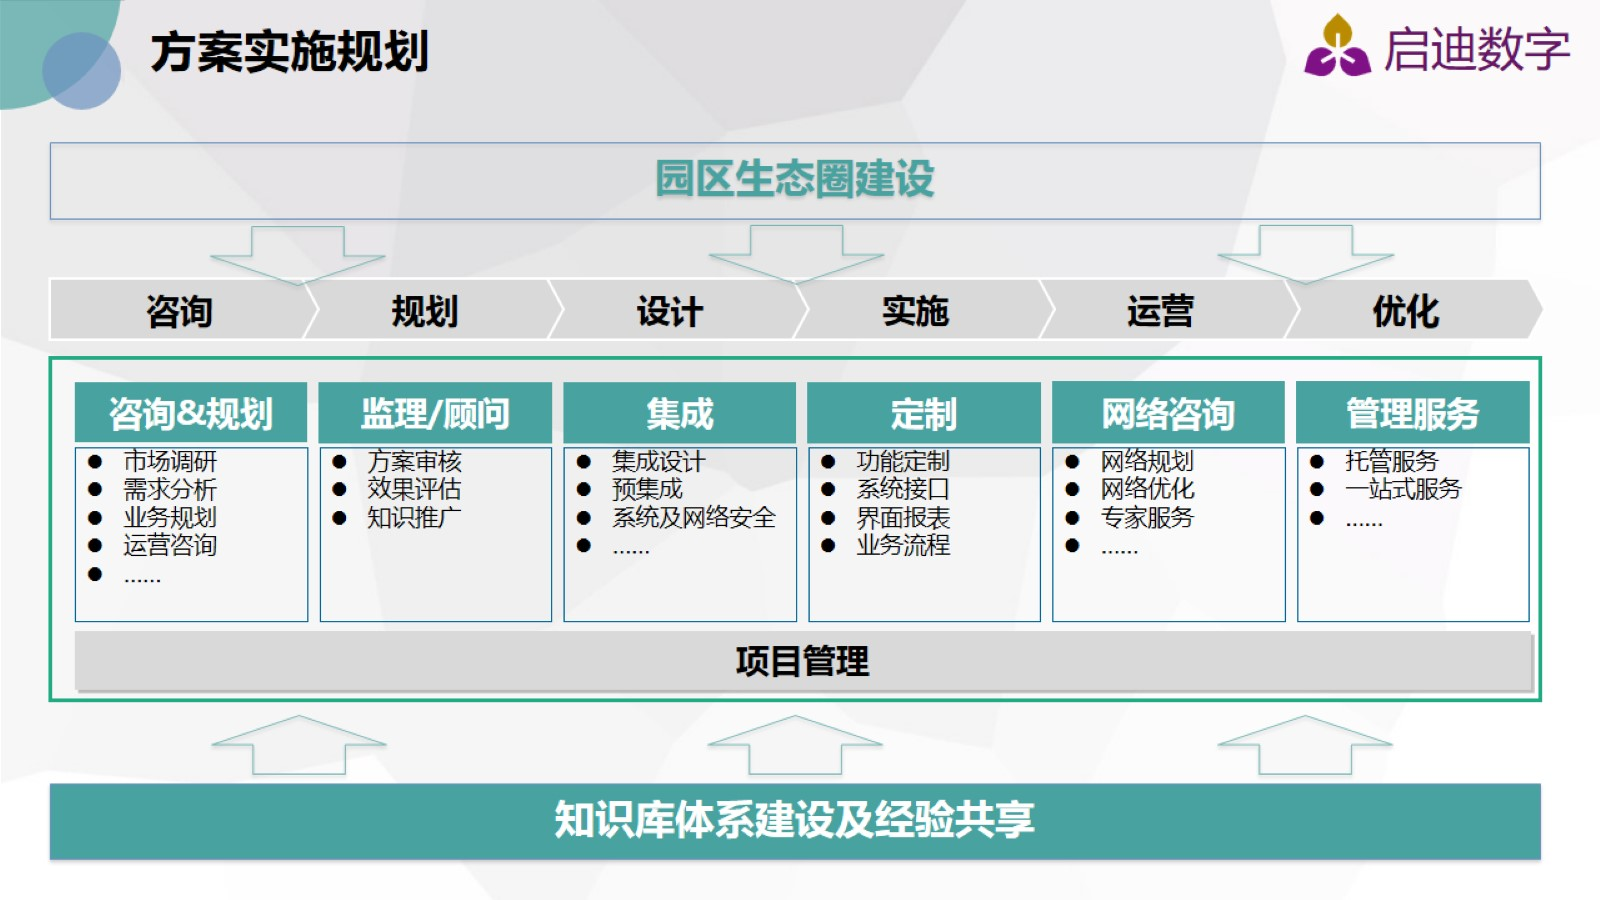 方案实施规划
启迪数字
园区生态圈建设
咨询
规划
设计
实施
运营
优化
咨询&规划
● 市场调研
● 需求分析
● 业务规划
● 运营咨询
● ......
监理/顾问
● 方案审核
● 效果评估
● 知识推广
集成
● 集成设计
● 预集成
● 系统及网络安全
● ......
定制
● 功能定制
● 系统接口
● 界面报表
● 业务流程
网络咨询
● 网络规划
● 网络优化
● 专家服务
● ......
管理服务
● 托管服务
● 一站式服务
● ......
项目管理
知识库体系建设及经验共享